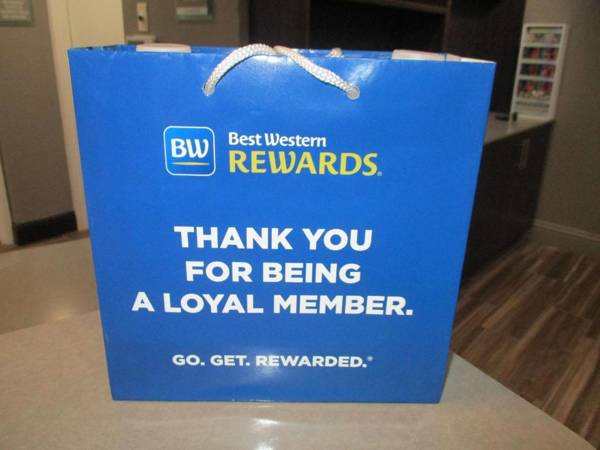 BW
Best Western
REWARDS.
THANK YOU
FOR BEING
A LOYAL MEMBER.
GO. GET. REWARDED.®